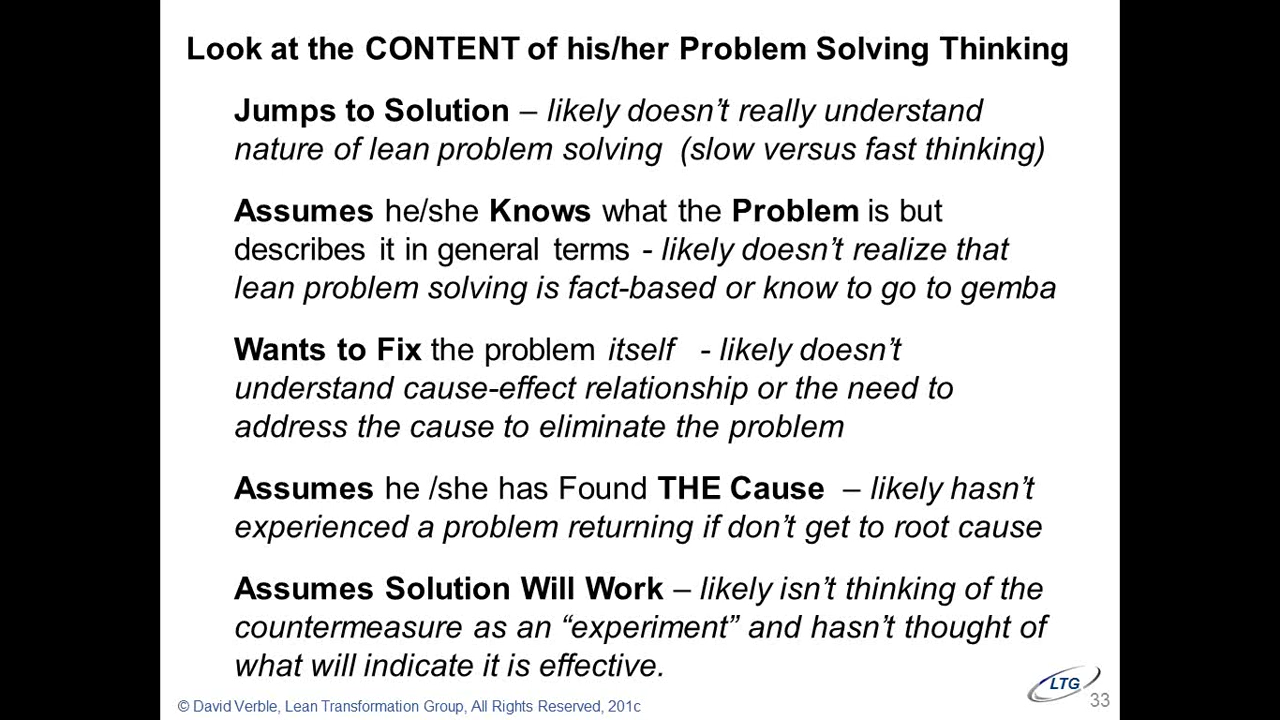 Look at the CONTENT of his/her Problem Solving Thinking
Jumps to Solution – likely doesn’t really understand
nature of lean problem solving (slow versus fast thinking)
Assumes he/she Knows what the Problem is but
describes it in general terms - likely doesn’t realize that
lean problem solving is fact-based or know to go to gemba
Wants to Fix the problem itself - likely doesn’t
understand cause-effect relationship or the need to
address the cause to eliminate the problem
Assumes he /she has Found THE Cause – likely hasn’t
experienced a problem returning if don’t get to root cause
Assumes Solution Will Work – likely isn’t thinking of the
countermeasure as an “experiment” and hasn’t thought of
what will indicate it is effective.
LTG
33
© David Verble, Lean Transformation Group, All Rights Reserved, 201c